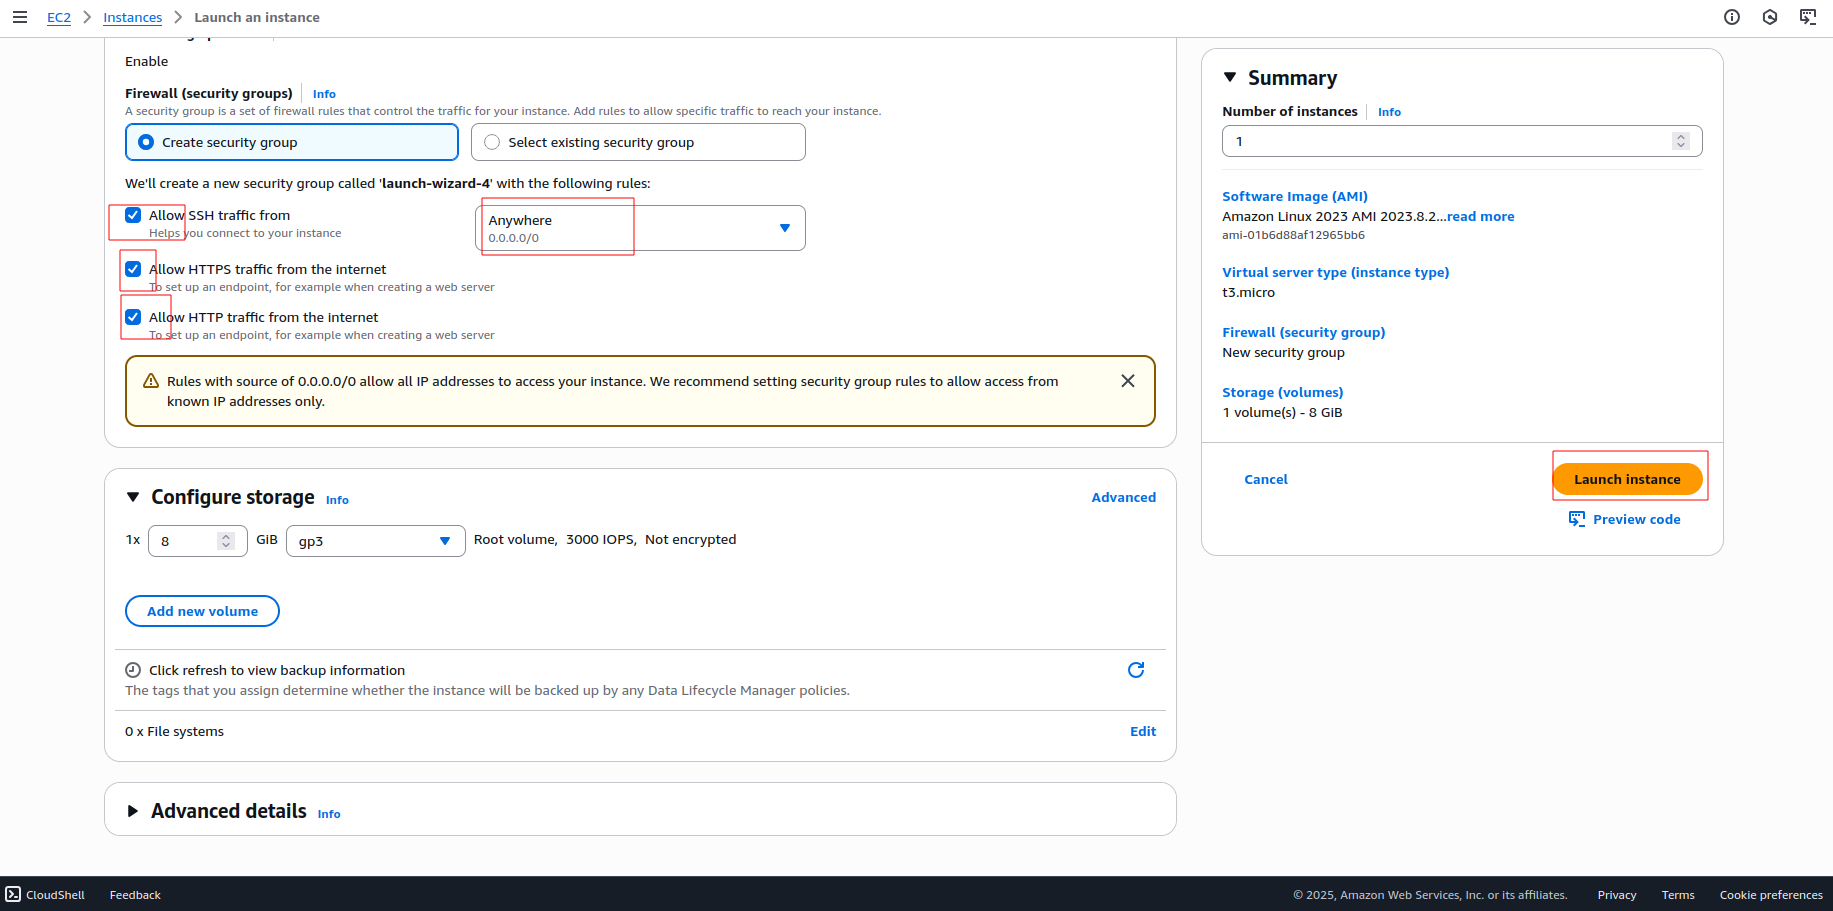 EC2 Instances Launch an instance
Enable
Firewall (security groups) Info
A security group is a set of firewall rules that control the traffic for your instance. Add rules to allow specific traffic to reach your instance.
Create security group
Select existing security group
We'll create a new security group called 'launch-wizard-4' with the following rules:
Allow SSH traffic from
Helps you connect to your instance
Anywhere
0.0.0.0/0
Allow HTTPS traffic from the internet
To set up an endpoint, for example when creating a web server
Allow HTTP traffic from the internet
To set up an endpoint, for example when creating a web server
Rules with source of 0.0.0.0/0 allow all IP addresses to access your instance. We recommend setting security group rules to allow access from
known IP addresses only.
Configure storage Info
Advanced
1x 8 GiB gp3 Root volume, 3000 IOPS, Not encrypted
Add new volume
Click refresh to view backup information
The tags that you assign determine whether the instance will be backed up by any Data Lifecycle Manager policies.
0 x File systems
Edit
Advanced details Info
Summary
Number of instances Info
1
Software Image (AMI)
Amazon Linux 2023 AMI 2023.8.2...read more
ami-01b6d88af12965bb6
Virtual server type (instance type)
t3.micro
Firewall (security group)
New security group
Storage (volumes)
1 volume(s) - 8 GiB
Cancel
Launch instance
Preview code
CloudShell Feedback
© 2025, Amazon Web Services, Inc. or its affiliates. Privacy Terms Cookie preferences